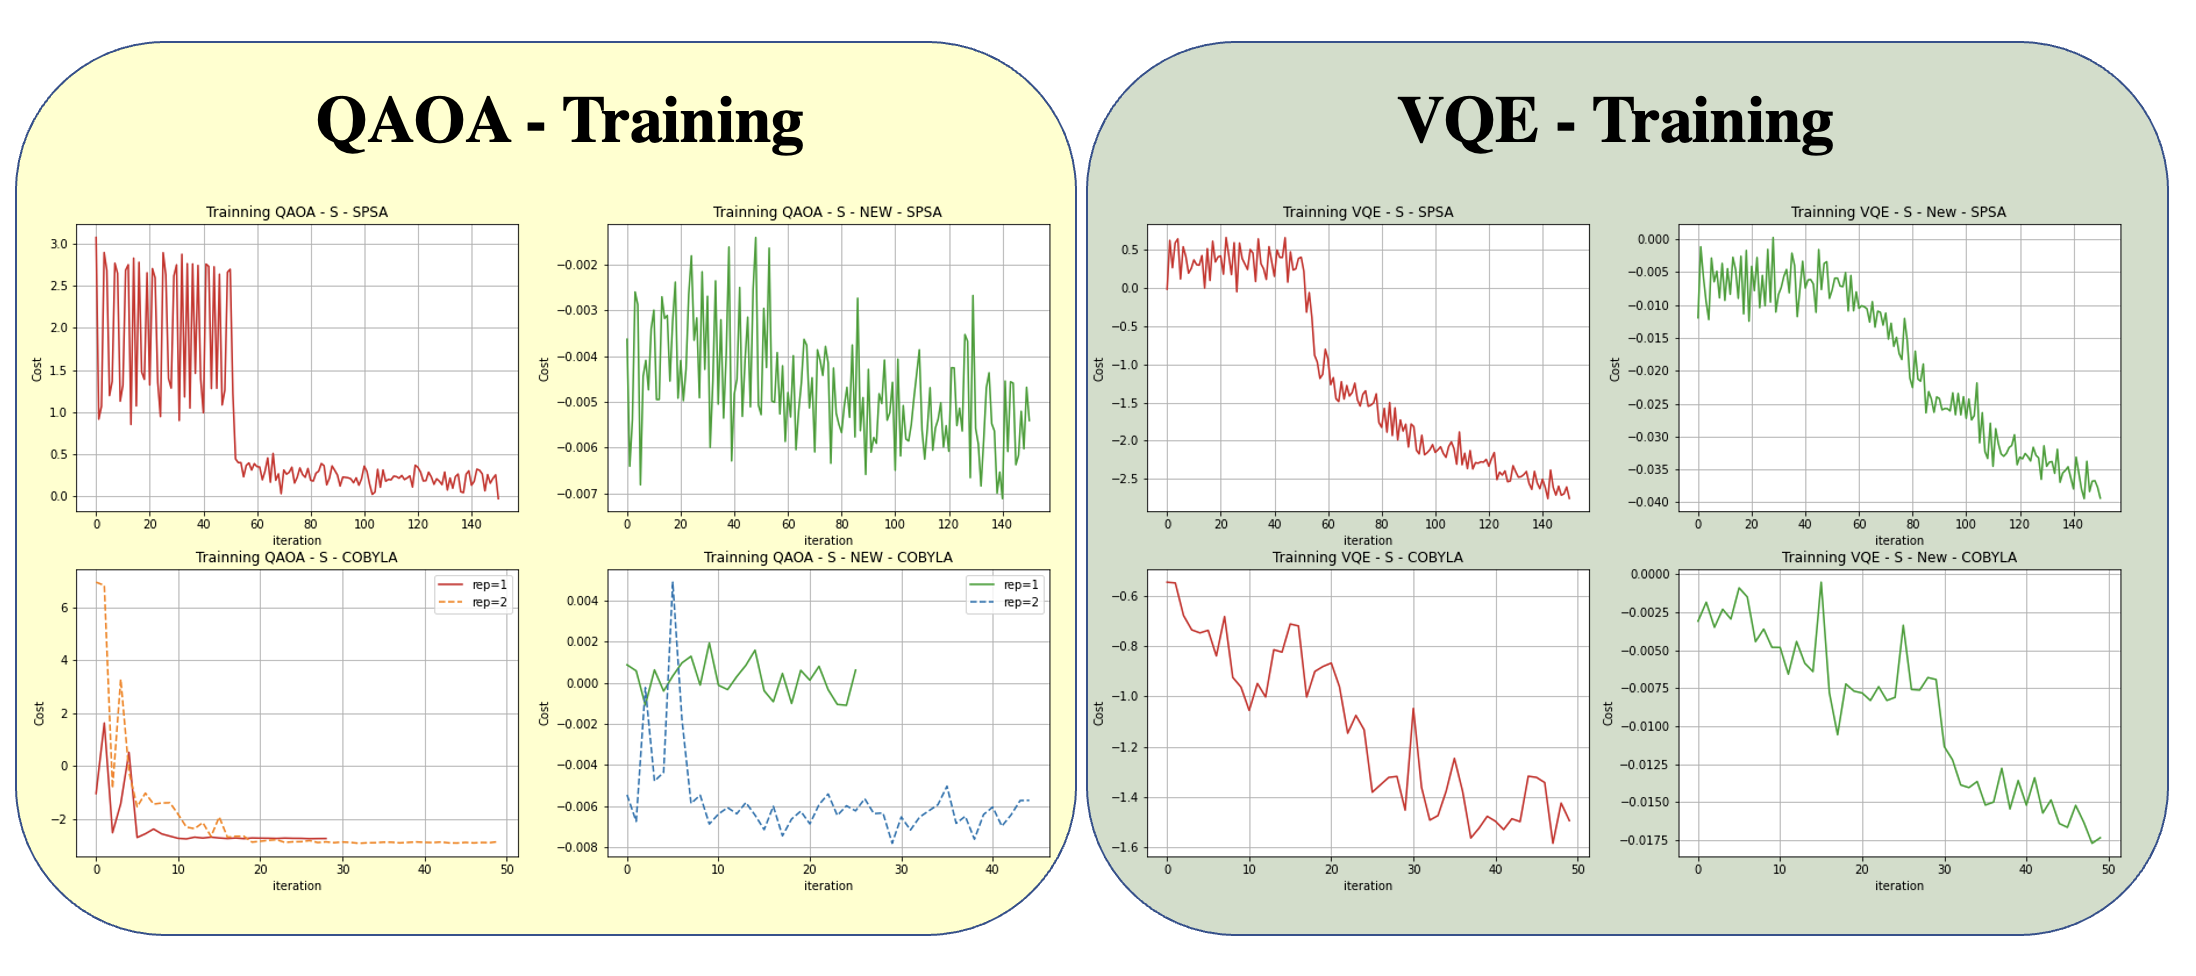 QAOA - Training
Trainning QAOA - S - SPSA
Cost
3.0
2.5
2.0
1.5
1.0
0.5
0.0
0 20 40 60 80 100 120 140
iteration
Trainning QAOA - S - NEW - SPSA
Cost
−0.002
−0.003
−0.004
−0.005
−0.006
−0.007
0 20 40 60 80 100 120 140
iteration
Trainning QAOA - S - COBYLA
rep=1
rep=2
Cost
6
4
2
0
−2
0 10 20 30 40 50
iteration
Trainning QAOA - S - NEW - COBYLA
rep=1
rep=2
Cost
0.004
0.002
0.000
−0.002
−0.004
−0.006
−0.008
0 10 20 30 40
iteration
VQE - Training
Trainning VQE - S - SPSA
Cost
0.5
0.0
−0.5
−1.0
−1.5
−2.0
−2.5
0 20 40 60 80 100 120 140
iteration
Trainning VQE - S - New - SPSA
Cost
0.000
−0.005
−0.010
−0.015
−0.020
−0.025
−0.030
−0.035
−0.040
0 20 40 60 80 100 120 140
iteration
Trainning VQE - S - COBYLA
Cost
−0.6
−0.8
−1.0
−1.2
−1.4
−1.6
0 10 20 30 40 50
iteration
Trainning VQE - S - New - COBYLA
Cost
0.0000
−0.0025
−0.0050
−0.0075
−0.0100
−0.0125
−0.0150
−0.0175
0 10 20 30 40 50
iteration